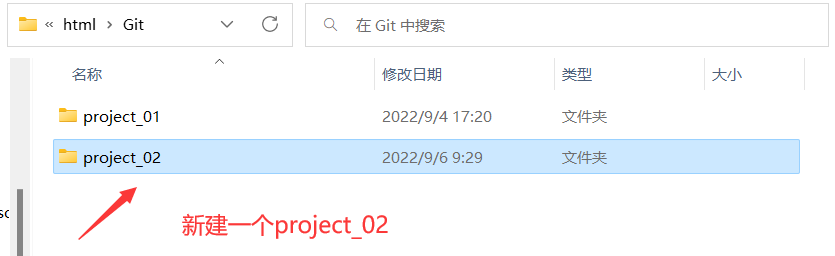 « html > Git
在 Git 中搜索
名称 修改日期 类型 大小
project_01 2022/9/4 17:20 文件夹
project_02 2022/9/6 9:29 文件夹
新建一个project_02